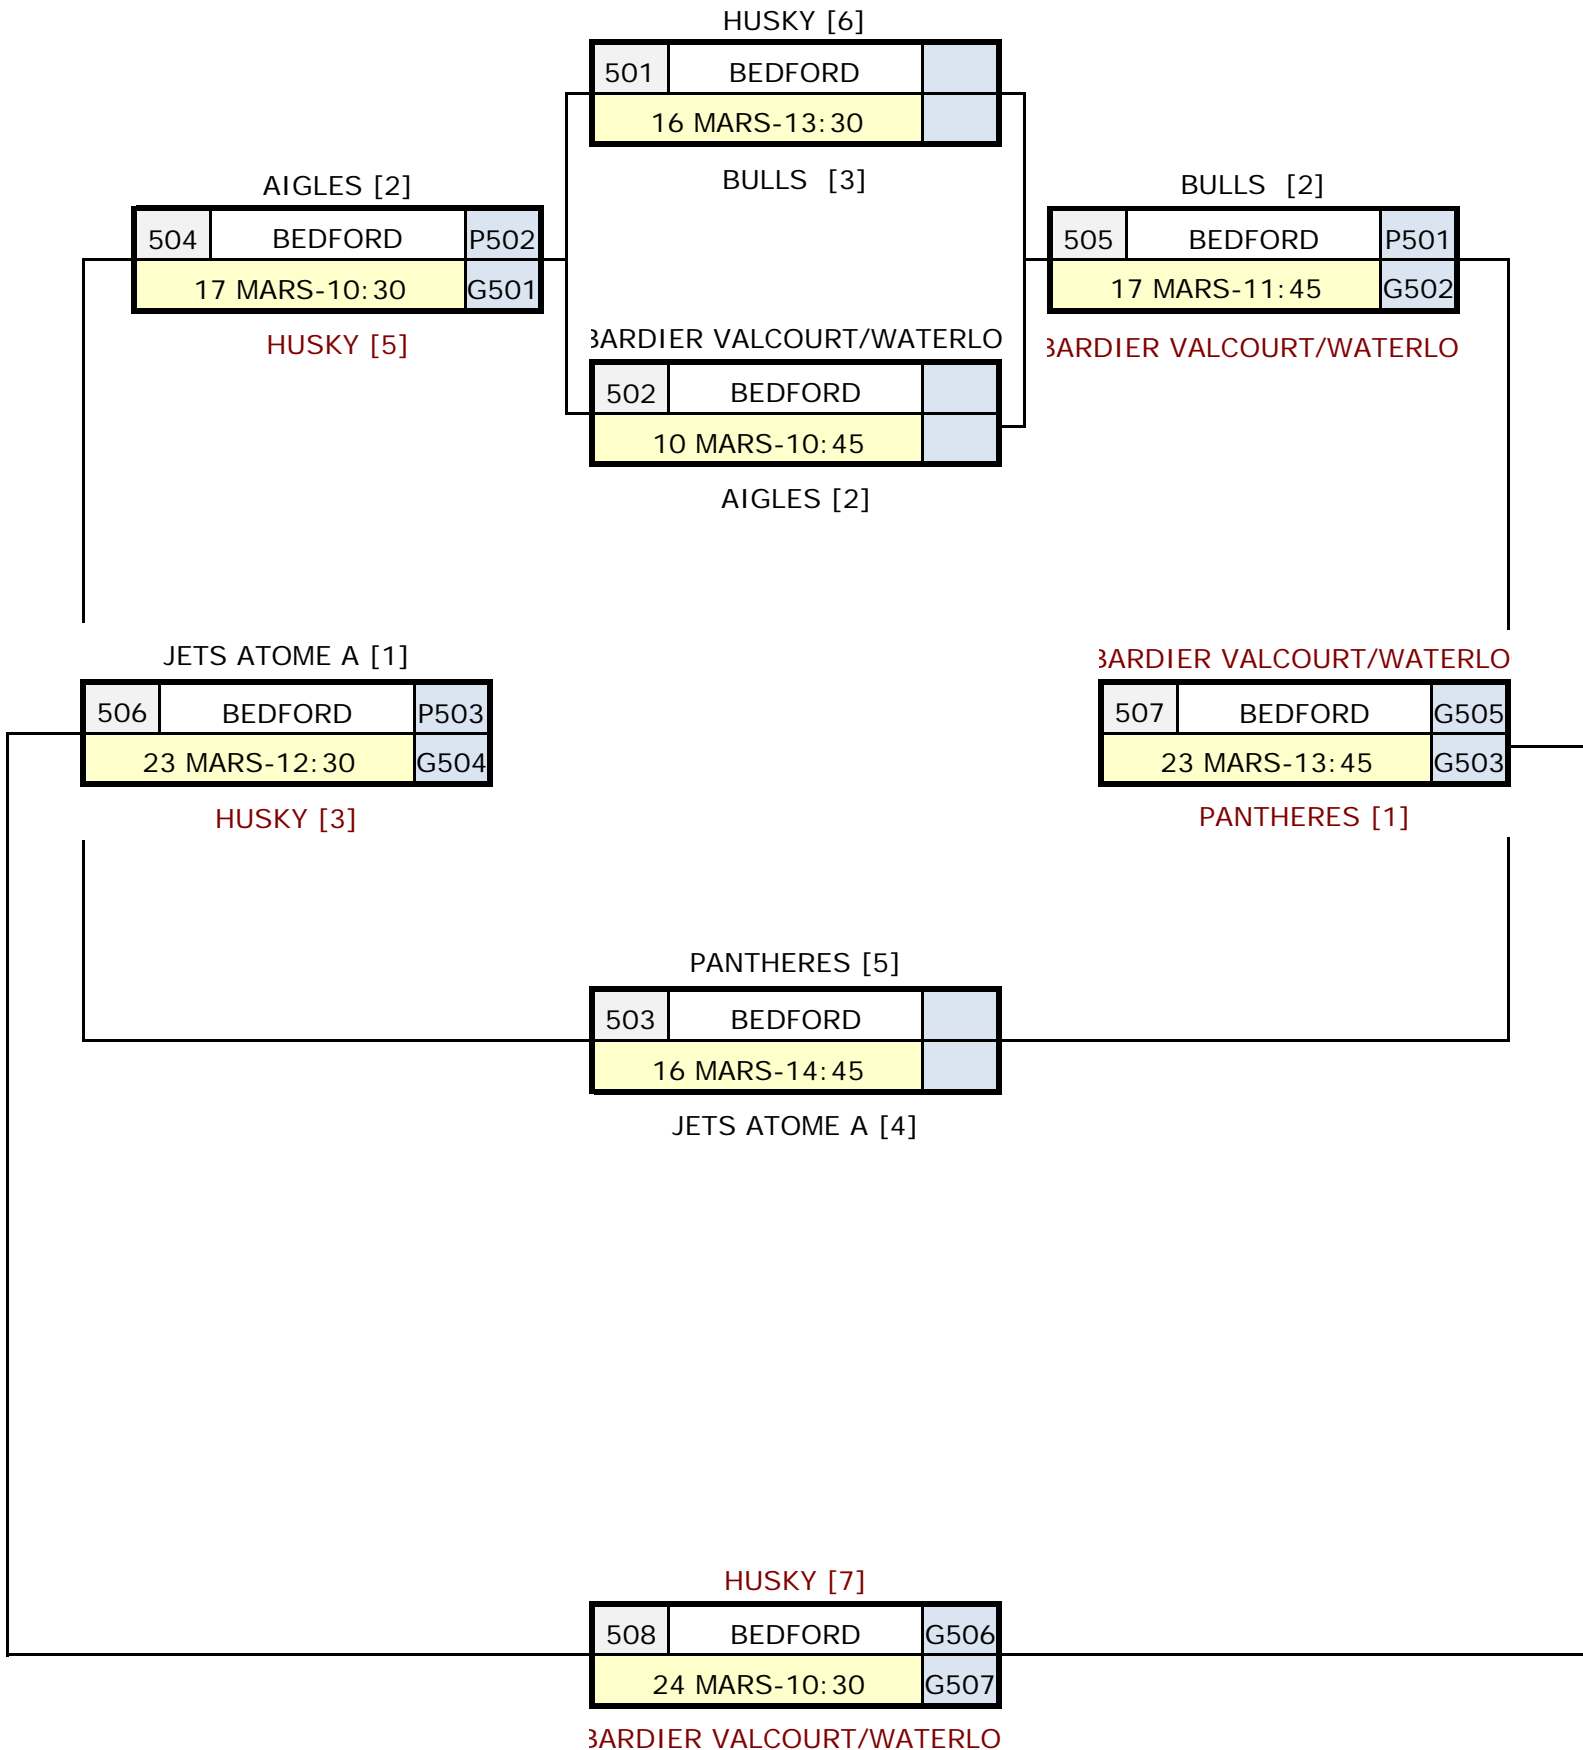 HUSKY [6]
501 BEDFORD
16 MARS-13:30
BULLS [3]
AIGLES [2]
504 BEDFORD P502
17 MARS-10:30 G501
HUSKY [5]
BULLS [2]
505 BEDFORD P501
17 MARS-11:45 G502
BARDIER VALCOURT/WATERLO
BARDIER VALCOURT/WATERLO
502 BEDFORD
10 MARS-10:45
AIGLES [2]
JETS ATOME A [1]
506 BEDFORD P503
23 MARS-12:30 G504
HUSKY [3]
BARDIER VALCOURT/WATERLO
507 BEDFORD G505
23 MARS-13:45 G503
PANTHERES [1]
PANTHERES [5]
503 BEDFORD
16 MARS-14:45
JETS ATOME A [4]
HUSKY [7]
508 BEDFORD G506
24 MARS-10:30 G507
BARDIER VALCOURT/WATERLO